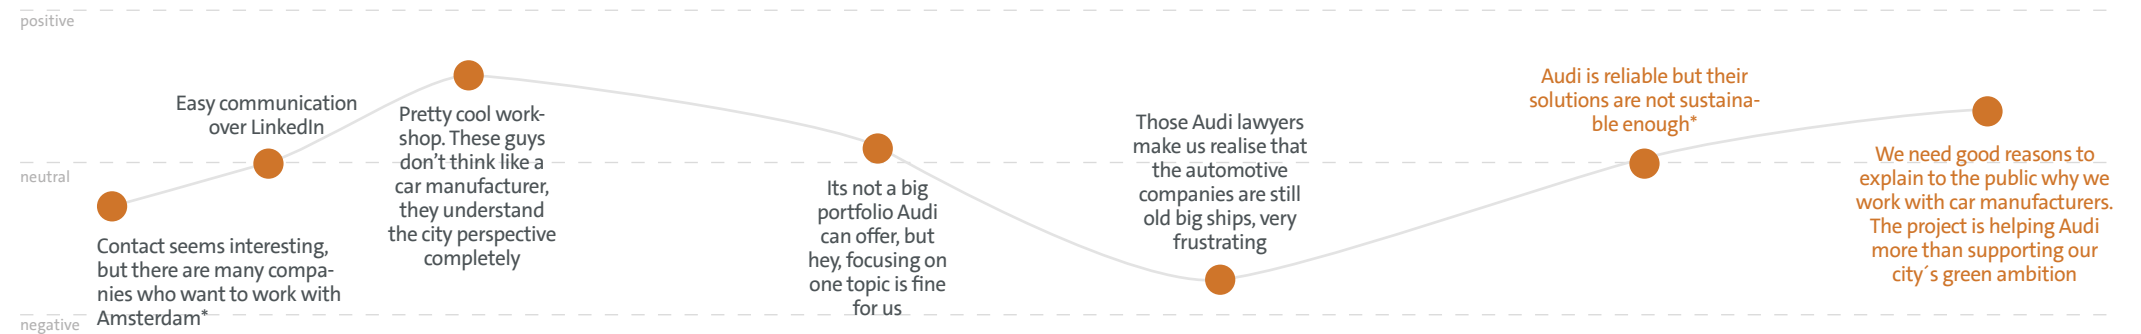 positive
neutral
negative
Contact seems interesting,
but there are many compa-
nies who want to work with
Amsterdam*
Easy communication
over LinkedIn
Pretty cool work-
shop. These guys
don’t think like a
car manufacturer,
they understand
the city perspective
completely
Its not a big
portfolio Audi
can offer, but
hey, focusing on
one topic is fine
for us
Those Audi lawyers
make us realise that
the automotive
companies are still
old big ships, very
frustrating
Audi is reliable but their
solutions are not sustaina-
ble enough*
We need good reasons to
explain to the public why we
work with car manufacturers.
The project is helping Audi
more than supporting our
city´s green ambition